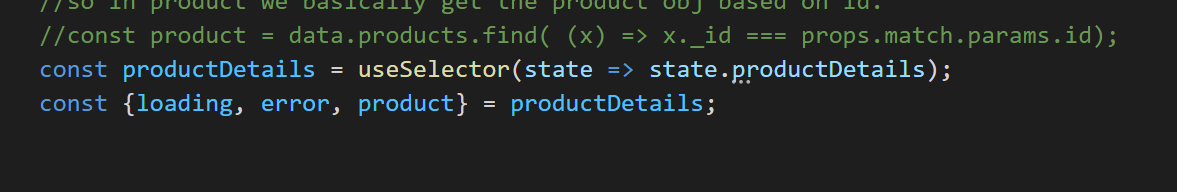 //so in product we basically get the product obj based on id.
//const product = data.products.find( (x) => x._id === props.match.params.id);
const productDetails = useSelector(state => state.productDetails);
const {loading, error, product} = productDetails;